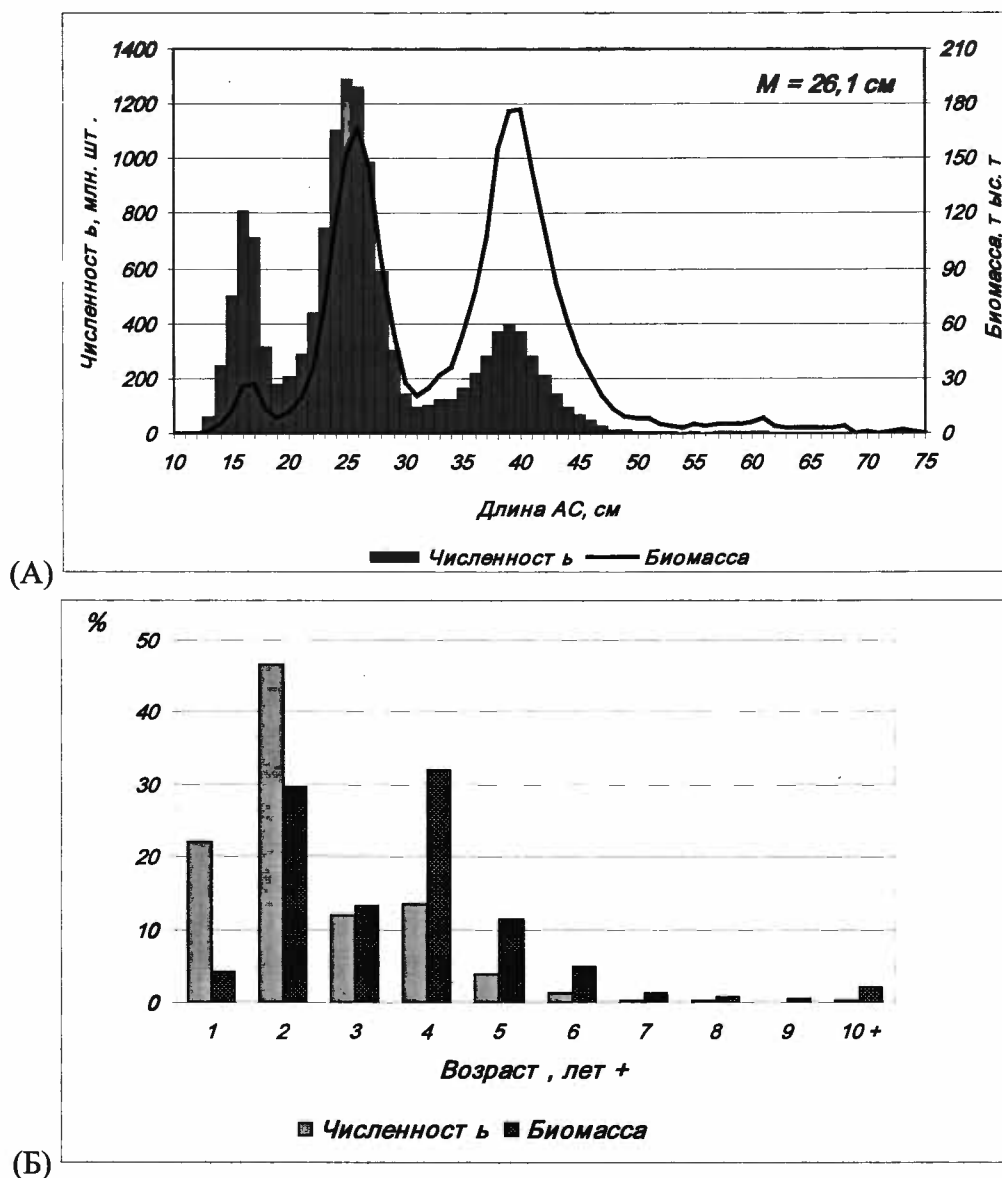 1400 210
1200 180
1000 150
800 120
600 90
400 60
200 30
0 0
M = 26,1 см
Численност ь, млн. шт .
Биомасса, т ыс. т
10 15 20 25 30 35 40 45 50 55 60 65 70 75
Длина АС, см
Численност ь Биомасса
(А)
%
50
40
30
20
10
0
1 2 3 4 5 6 7 8 9 10 +
Возраст , лет +
Численност ь Биомасса
(Б)